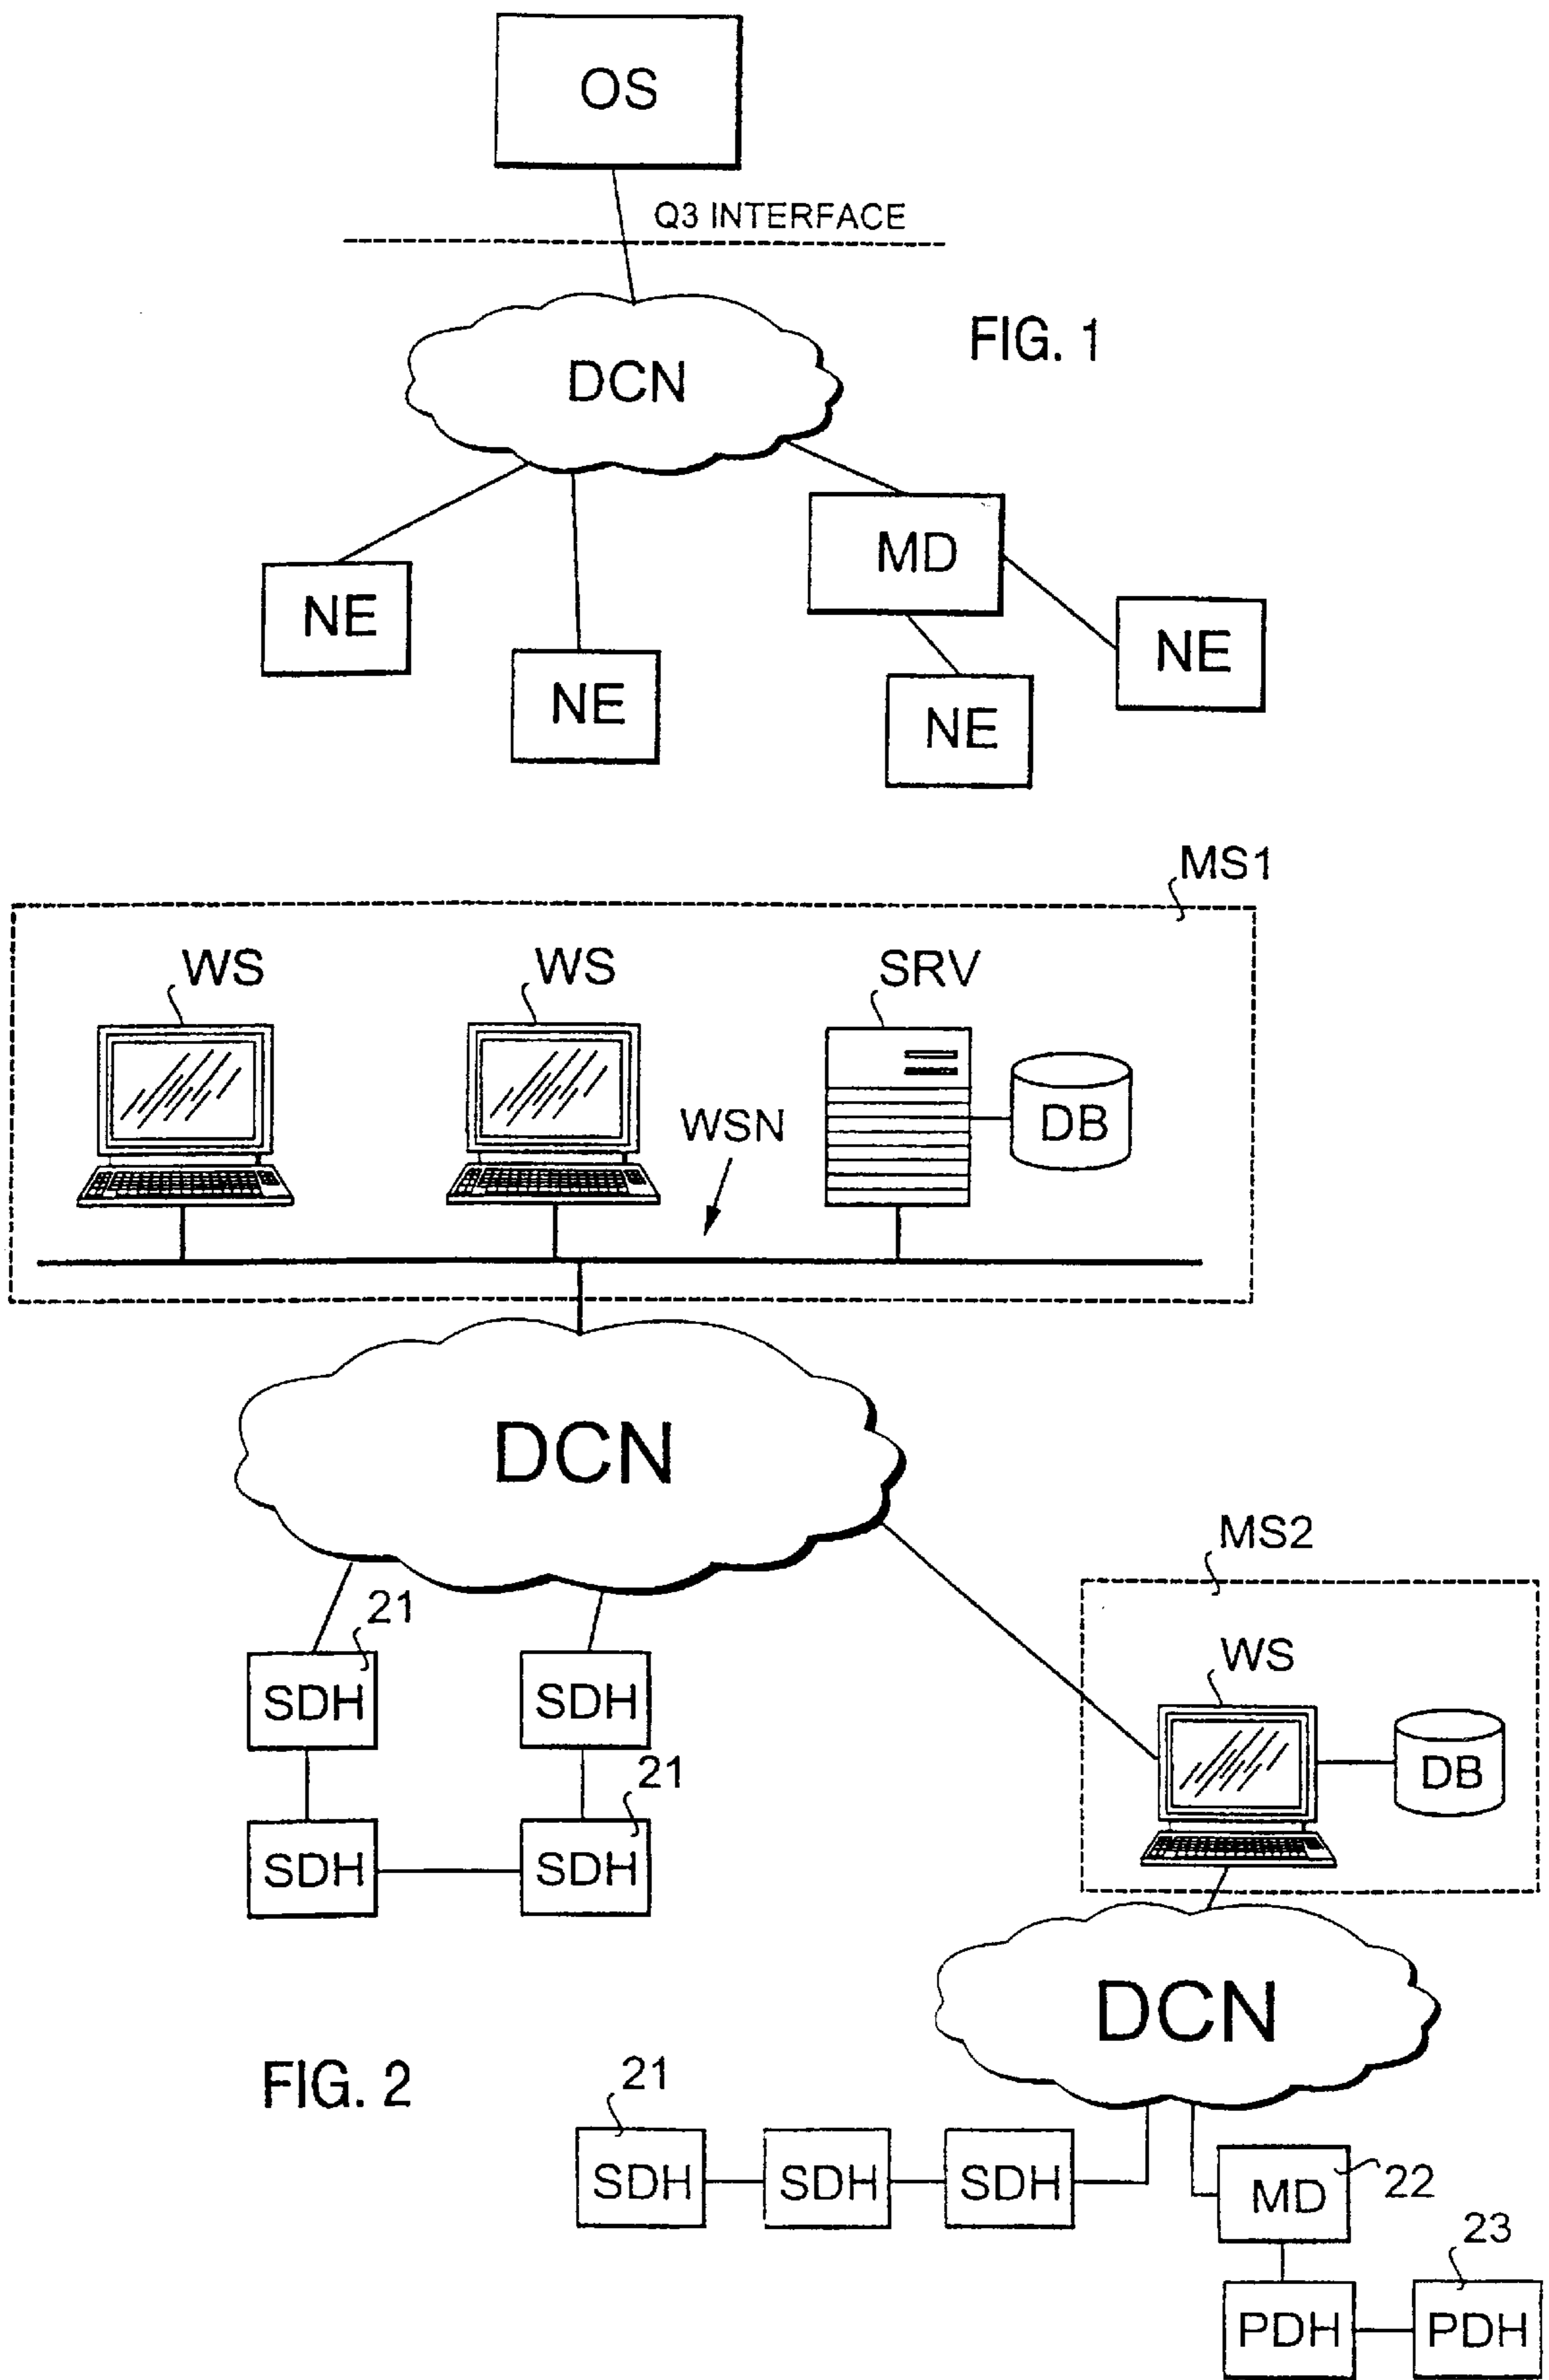 OS
Q3 INTERFACE
FIG. 1
DCN
MD
NE
NE
NE
NE
MS1
WS
WS
SRV
WSN
DB
DCN
MS2
21
WS
SDH
SDH
21
DB
SDH
SDH
DCN
FIG. 2
21
SDH
SDH
SDH
MD
22
23
PDH
PDH